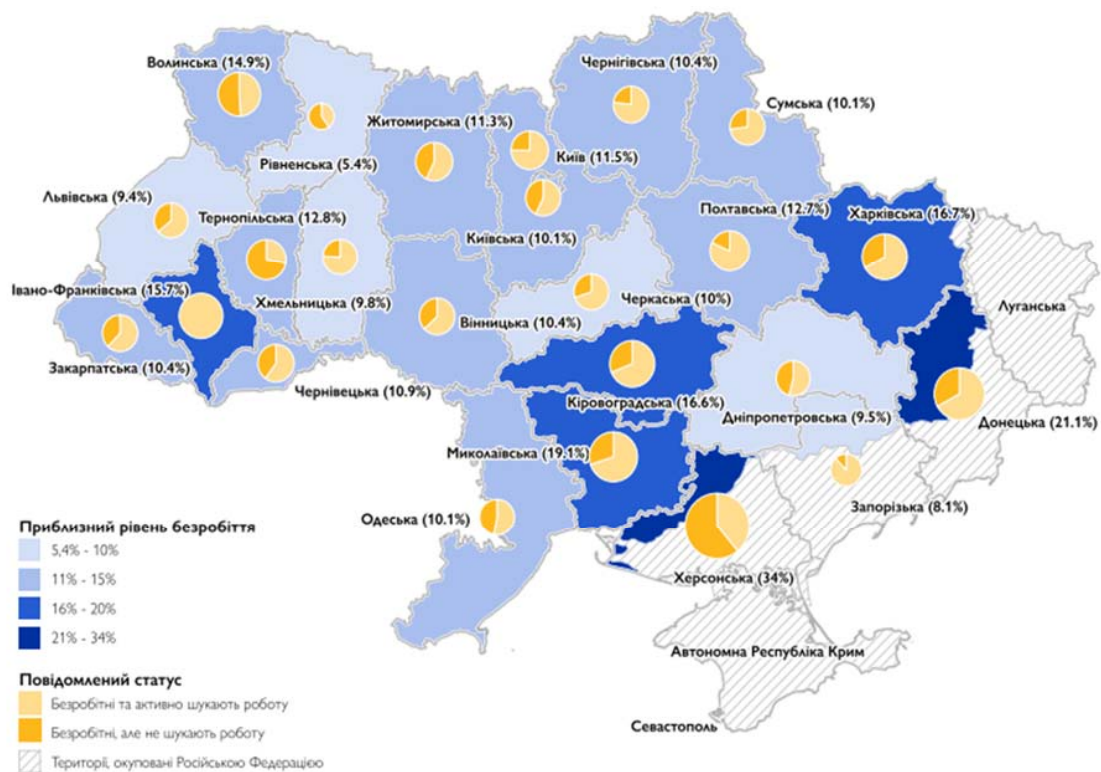 Волинська (14.9%)
Чернігівська (10.4%)
Сумська (10.1%)
Житомирська (11.3%)
Київ (11.5%)
Рівненська (5.4%)
Львівська (9.4%)
Тернопільська (12.8%)
Полтавська (12.7%)
Харківська (16.7%)
Київська (10.1%)
Івано-Франківська (15.7%)
Хмельницька (9.8%)
Черкаська (10%)
Луганська
Вінницька (10.4%)
Закарпатська (10.4%)
Чернівецька (10.9%)
Кіровоградська (16.6%)
Дніпропетровська (9.5%)
Донецька (21.1%)
Миколаївська (19.1%)
Запорізька (8.1%)
Одеська (10.1%)
Херсонська (34%)
Автономна Республіка Крим
Севастополь
Приблизний рівень безробіття
5,4% - 10%
11% - 15%
16% - 20%
21% - 34%
Повідомлений статус
Безробітні та активно шукають роботу
Безробітні, але не шукають роботу
Території, окуповані Російською Федерацією